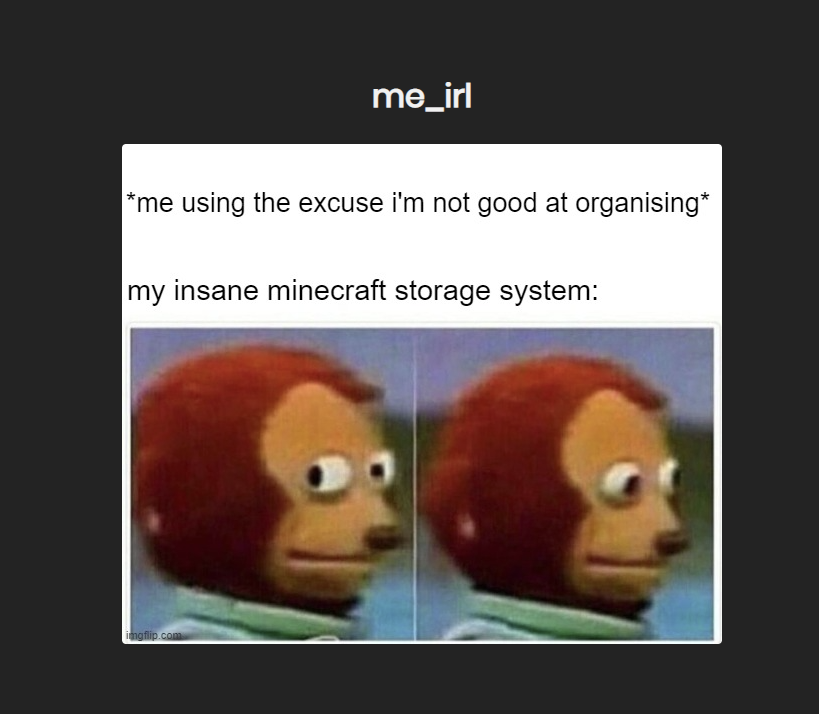 me_irl
*me using the excuse i'm not good at organising*
my insane minecraft storage system:
imgflip.com